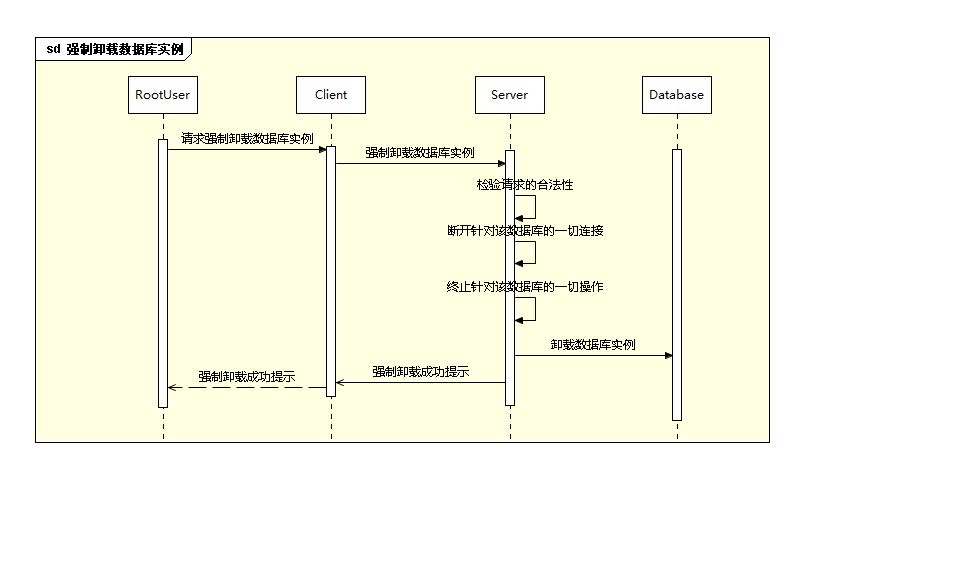 sd 强制卸载数据库实例
RootUser
Client
Server
Database
请求强制卸载数据库实例
强制卸载数据库实例
检验请求的合法性
断开针对该数据库的一切连接
终止针对该数据库的一切操作
卸载数据库实例
强制卸载成功提示
强制卸载成功提示